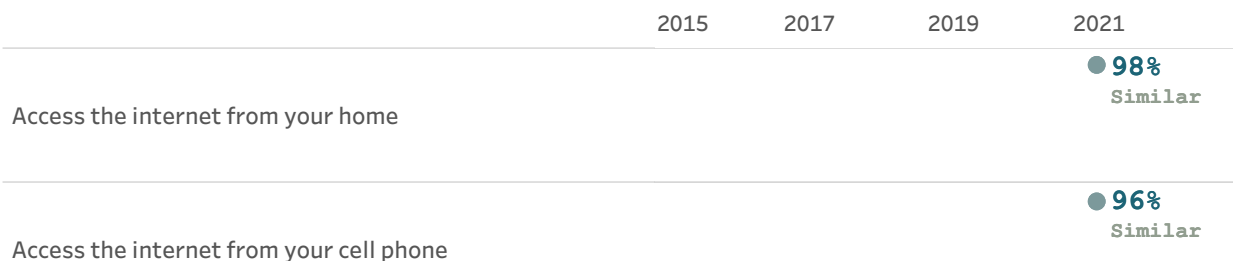 2015 2017 2019 2021
98%
Similar
Access the internet from your home
96%
Similar
Access the internet from your cell phone